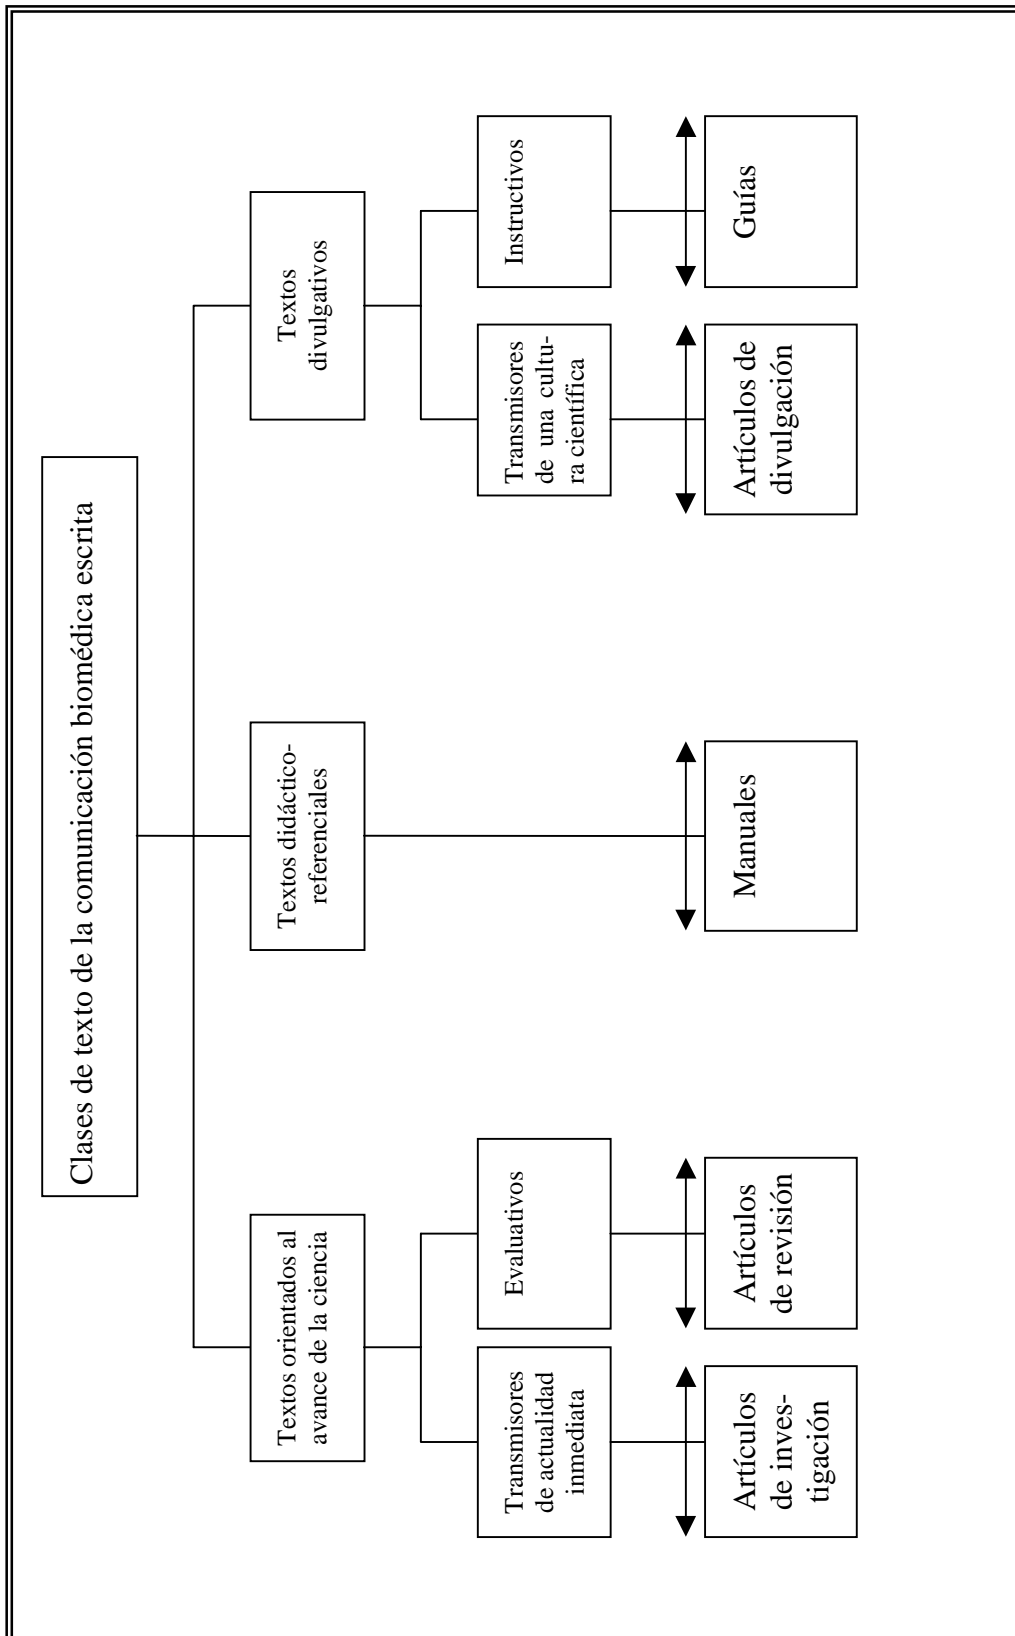 Clases de texto de la comunicación biomédica escrita
Textos orientados al
avance de la ciencia
Textos didáctico-
referenciales
Textos
divulgativos
Transmisores
de actualidad
inmediata
Evaluativos
Transmisores
de una cultu-
ra científica
Instructivos
Artículos
de inves-
tigación
Artículos
de revisión
Manuales
Artículos de
divulgación
Guías